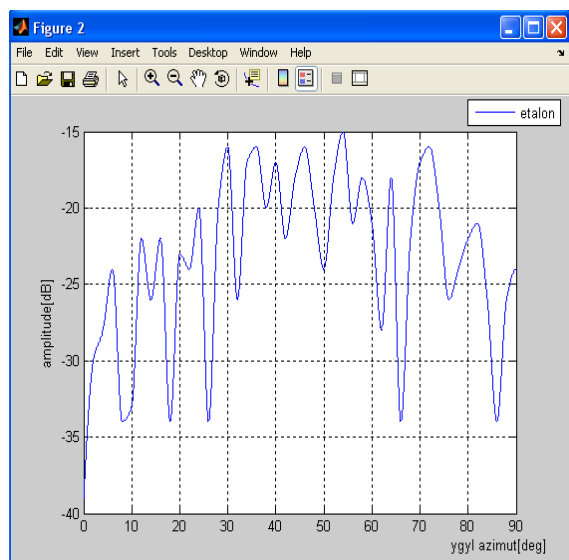 Figure 2
File Edit View Insert Tools Desktop Window Help
etalon
-15
-20
-25
-30
-35
-40
amplitude[dB]
0 10 20 30 40 50 60 70 80 90
ygyl azimut[deg]